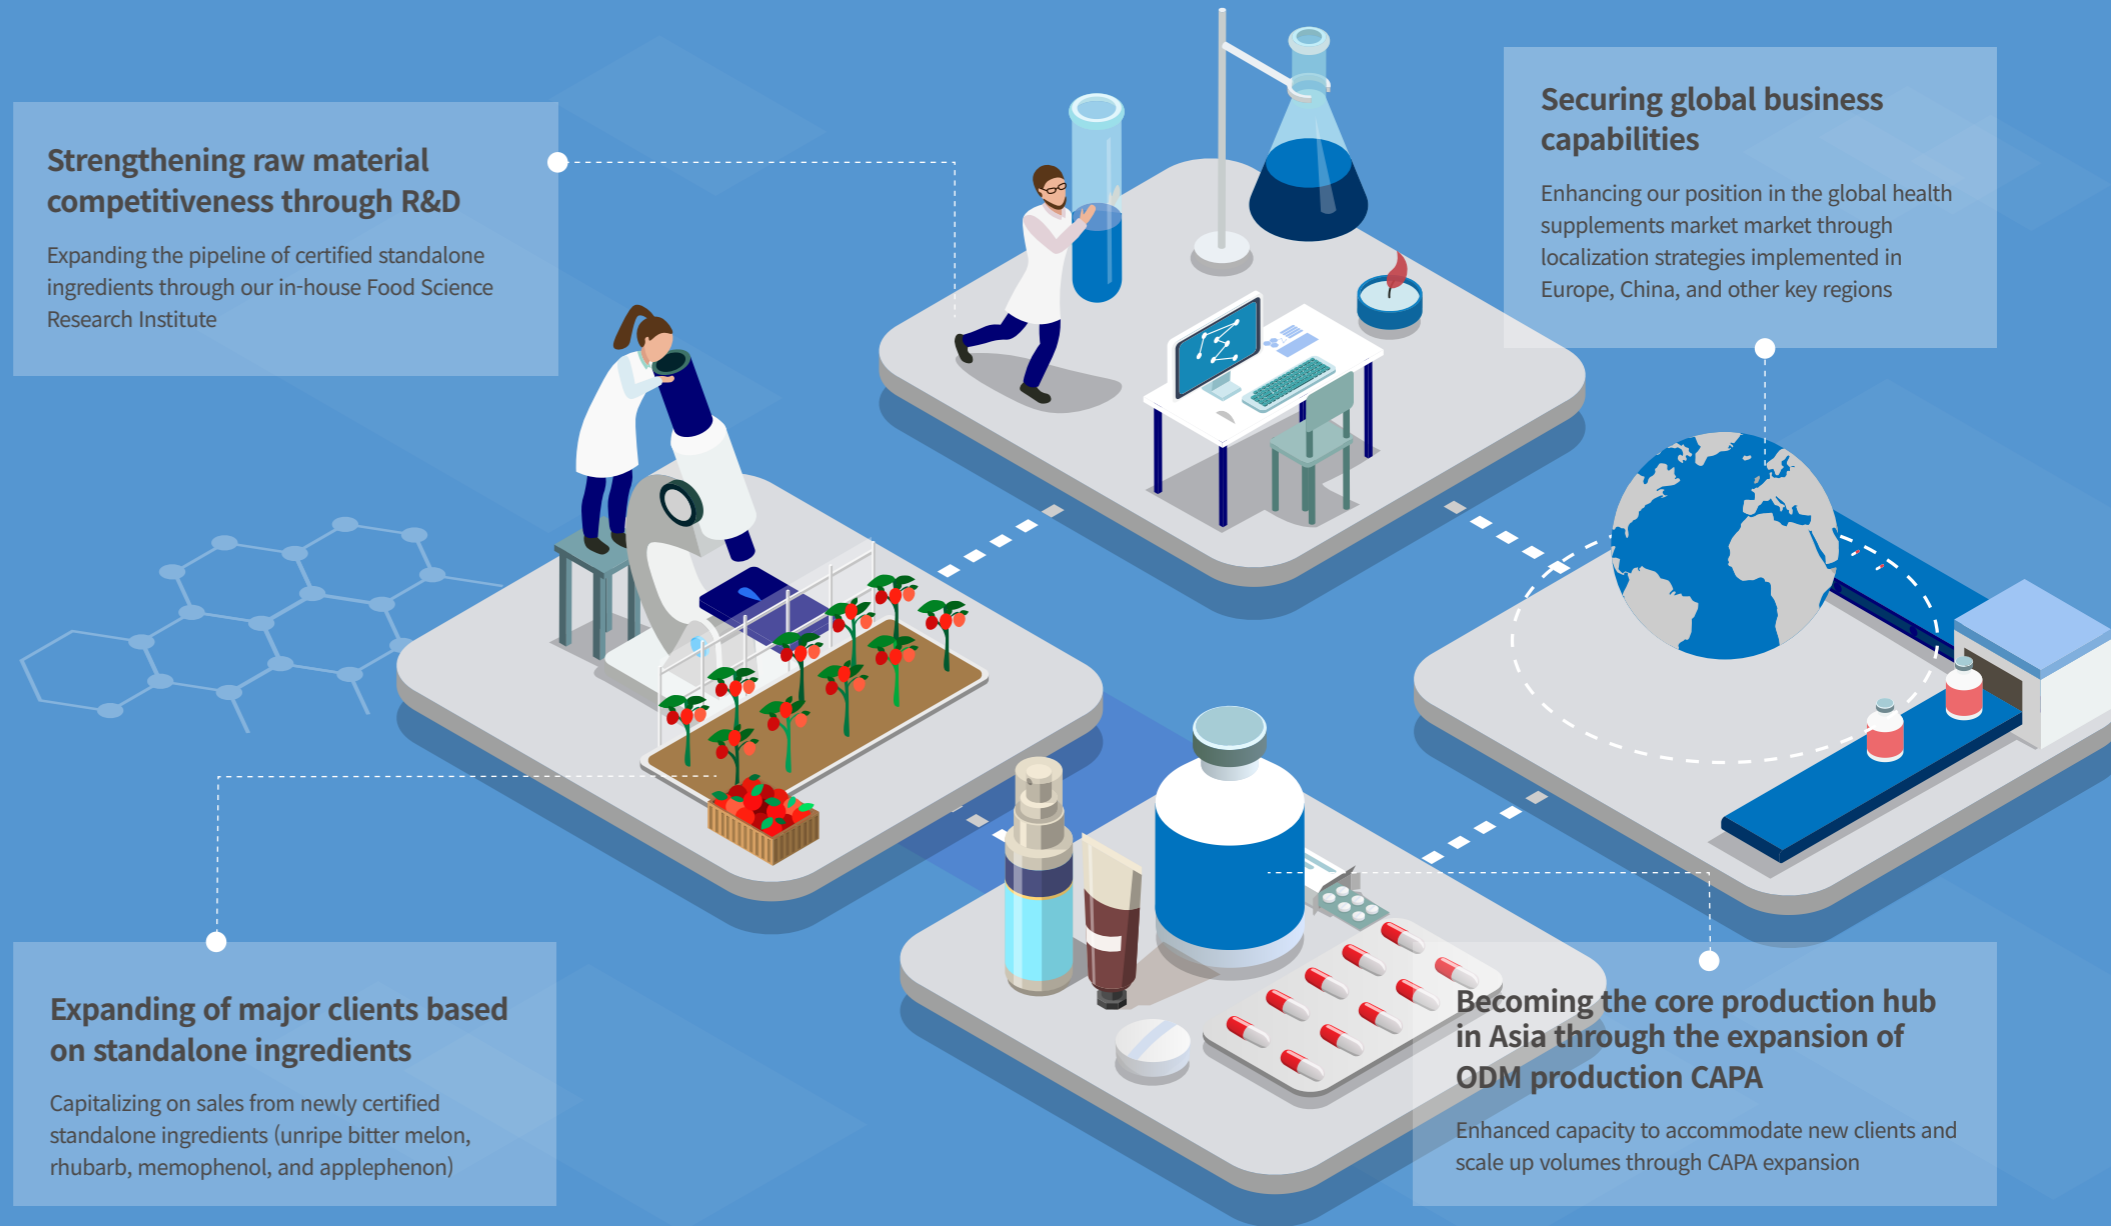 Strengthening raw material
competitiveness through R&D
Expanding the pipeline of certified standalone
ingredients through our in-house Food Science
Research Institute
Securing global business
capabilities
Enhancing our position in the global health
supplements market market through
localization strategies implemented in
Europe, China, and other key regions
Expanding of major clients based
on standalone ingredients
Capitalizing on sales from newly certified
standalone ingredients (unripe bitter melon,
rhubarb, memophenol, and applephenon)
Becoming the core production hub
in Asia through the expansion of
ODM production CAPA
Enhanced capacity to accommodate new clients and
scale up volumes through CAPA expansion